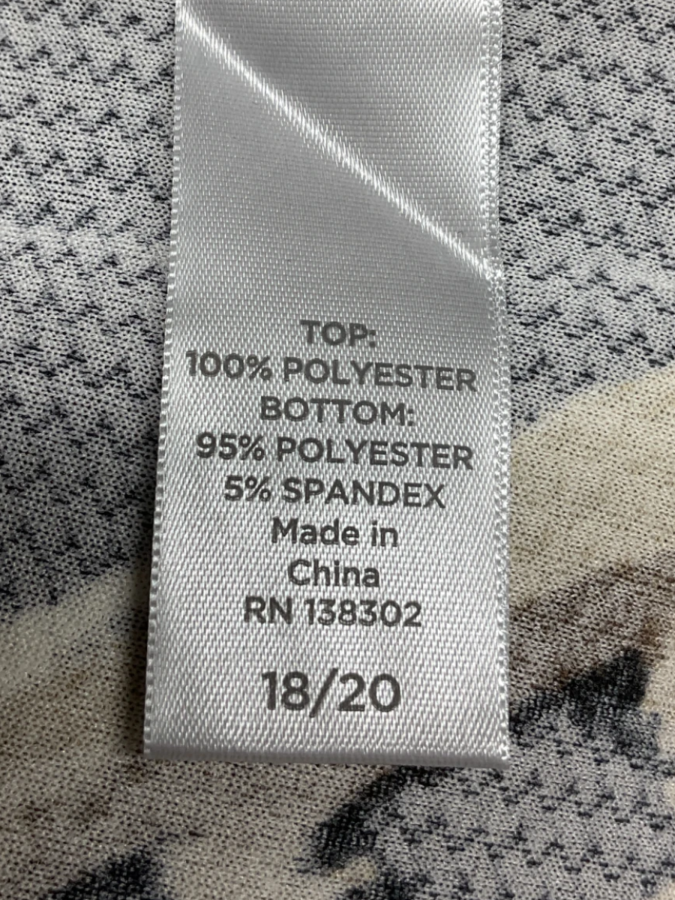 TOP:
100% POLYESTER
BOTTOM:
95% POLYESTER
5% SPANDEX
Made in
China
RN 138302
18/20